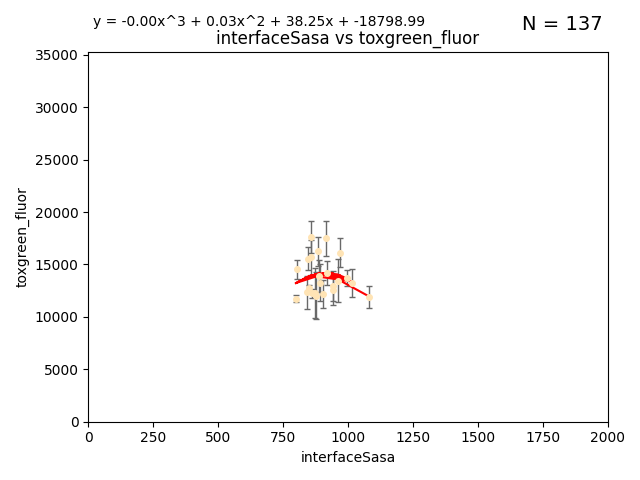 y = -0.00x^3 + 0.03x^2 + 38.25x + -18798.99
N = 137
interfaceSasa vs toxgreen_fluor
35000
30000
25000
20000
15000
10000
5000
0
toxgreen_fluor
0 250 500 750 1000 1250 1500 1750 2000
interfaceSasa